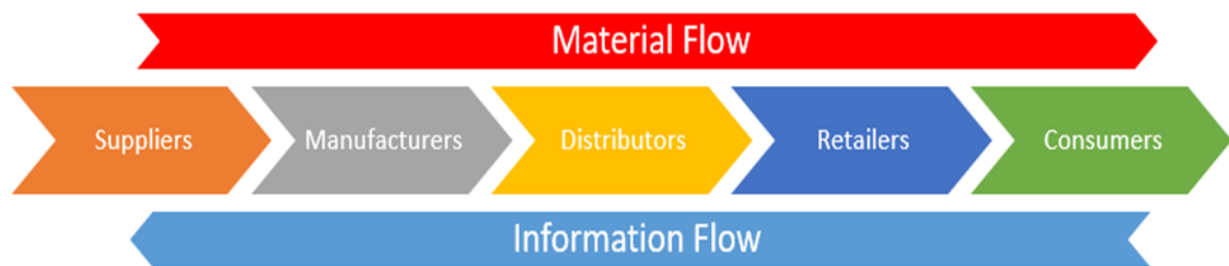 Material Flow
Suppliers
Manufacturers
Distributors
Retailers
Consumers
Information Flow